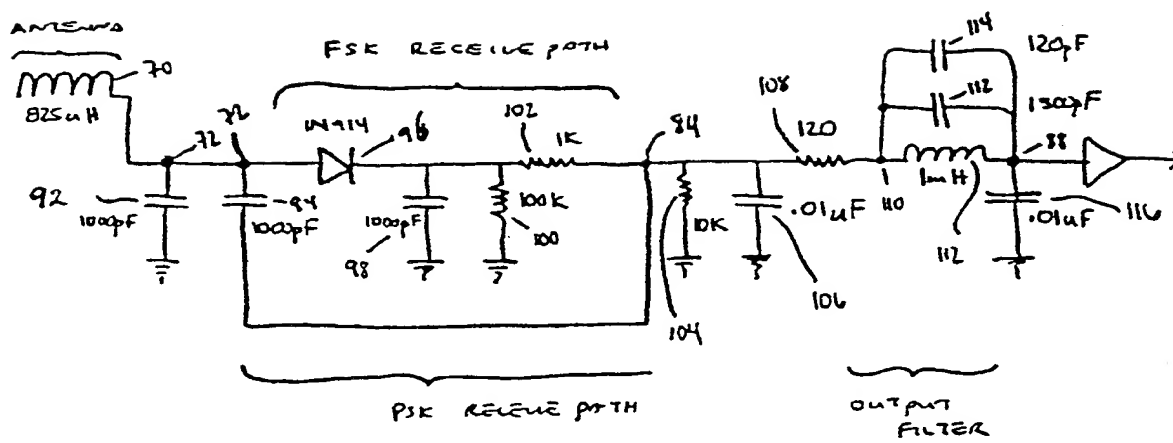 ANTENNA
70
825uH
FSK RECEIVE PATH
114
120pF
112
1500pF
72
72
1N914
96
102
1K
84
108
120
88
92
1000pF
94
1000pF
1000pF
98
100K
100
10K
104
.01uF
106
110
1mH
112
.01uF
116
PSK RECEIVE PATH
OUTPUT
FILTER